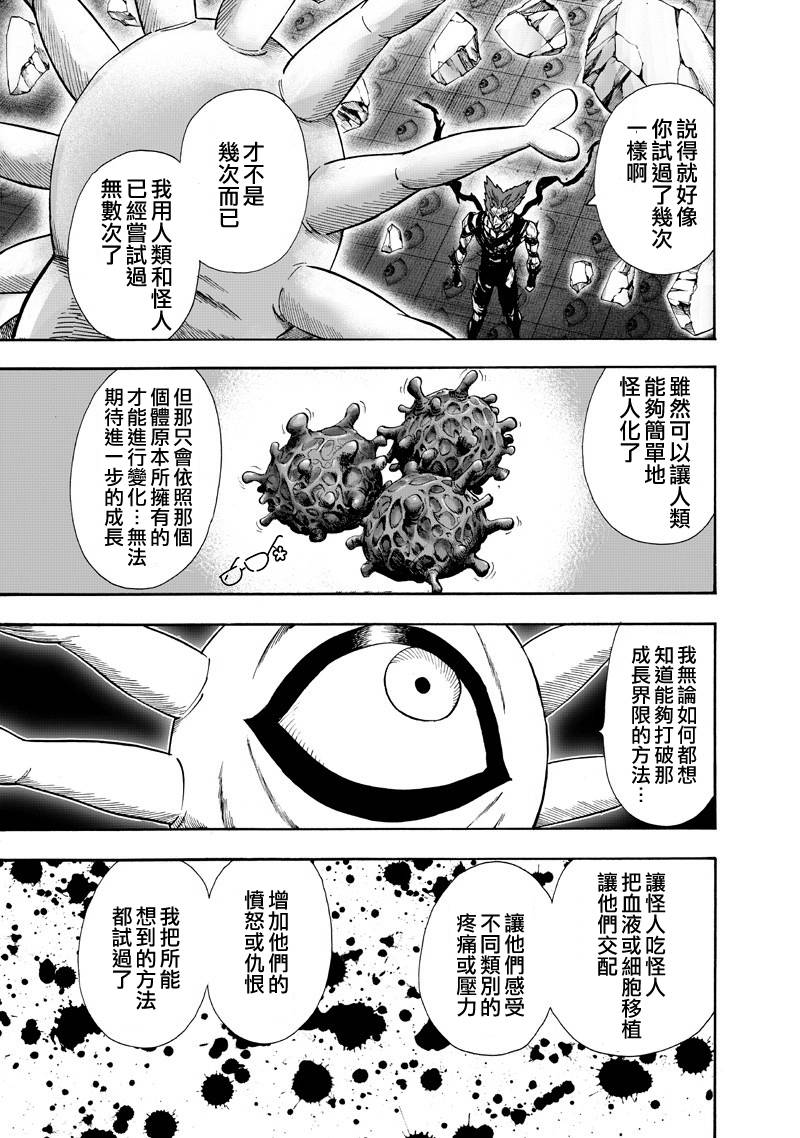 說得就好像
你試過了幾次
一樣啊
才不是
幾次而已
我用人類和怪人
已經嘗試過
無數次了
雖然可以讓人類
能夠簡單地
怪人化了
但那只會依照那個
個體原本所擁有的
才能進行變化…無法
期待進一步的成長
我無論如何都想
知道能夠打破那
成長界限的方法…
讓怪人吃怪人
把血液或細胞移植
讓他們交配
讓他們感受
不同類別的
疼痛或壓力
增加他們的
憤怒或仇恨
我把所能
想到的方法
都試過了